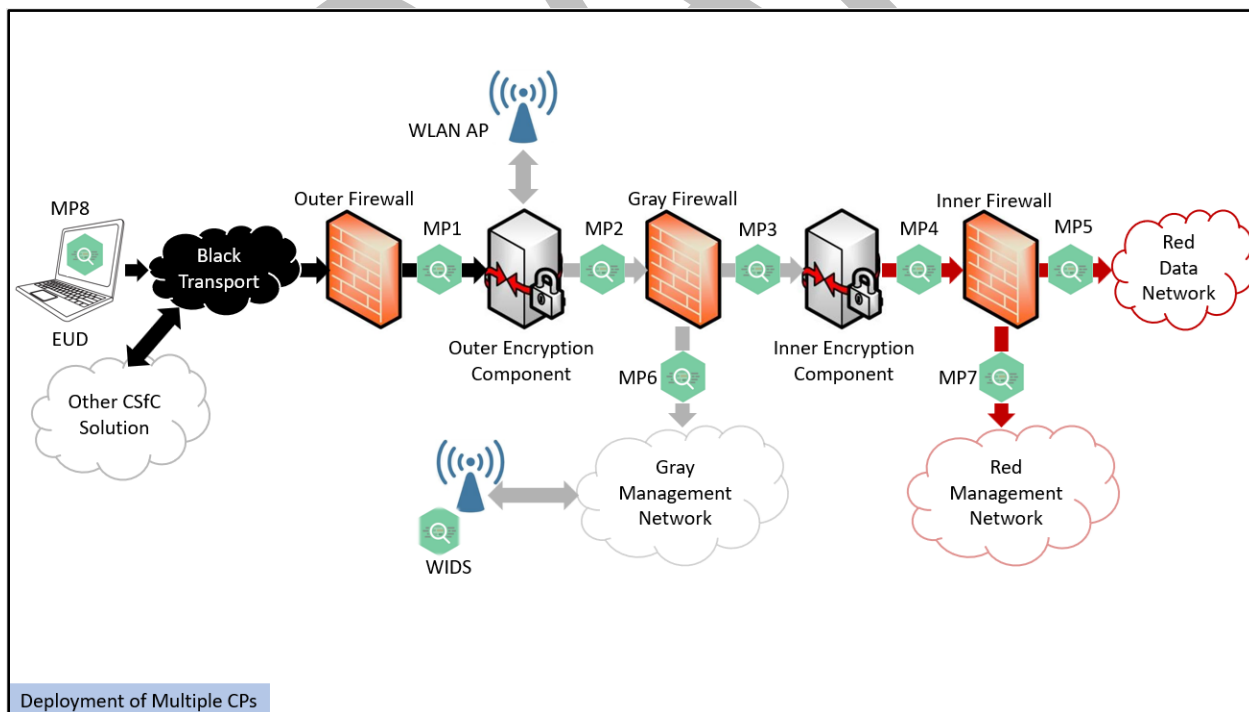 WLAN AP
Outer Firewall
Gray Firewall
Inner Firewall
MP8
MP1
MP2
MP3
MP4
MP5
Black
Transport
Red
Data
Network
EUD
Outer Encryption
Component
Inner Encryption
Component
MP6
MP7
Other CSfC
Solution
Gray
Management
Network
Red
Management
Network
WIDS
Deployment of Multiple CPs